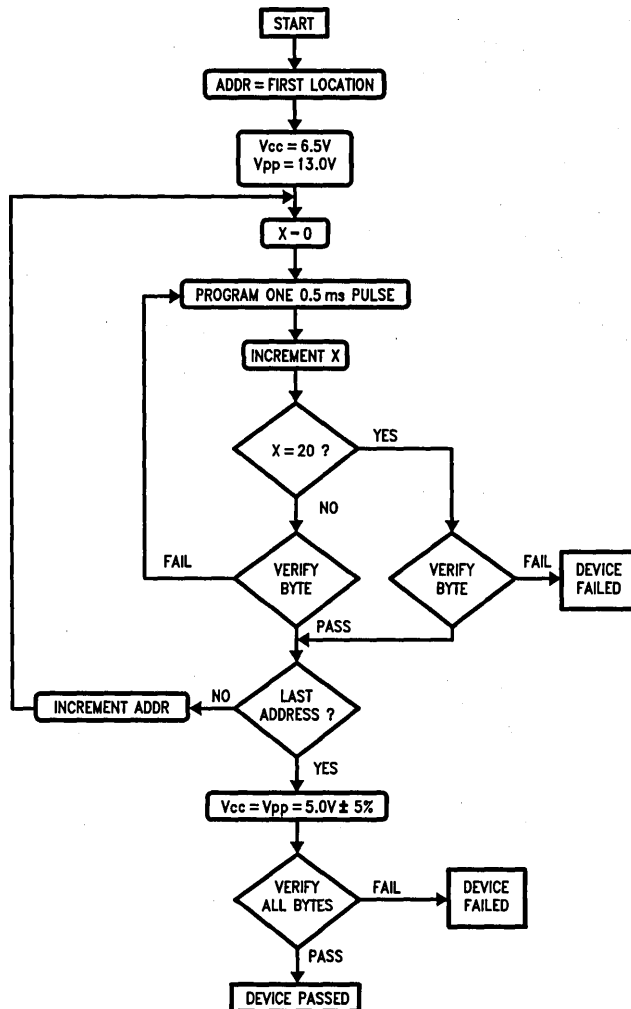 START
ADDR = FIRST LOCATION
Vcc = 6.5V
Vpp = 13.0V
X = 0
PROGRAM ONE 0.5 ms PULSE
INCREMENT X
X = 20 ?
YES
NO
FAIL
VERIFY
BYTE
VERIFY
BYTE
FAIL
DEVICE
FAILED
PASS
INCREMENT ADDR
NO
LAST
ADDRESS ?
YES
Vcc = Vpp = 5.0V ± 5%
VERIFY
ALL BYTES
FAIL
DEVICE
FAILED
PASS
DEVICE PASSED